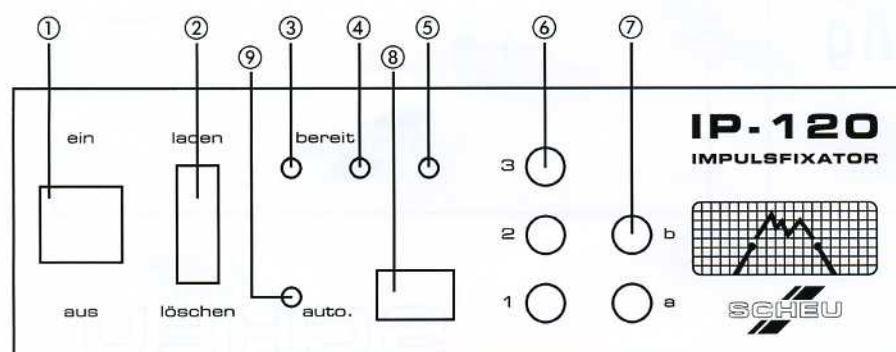 ① ② ③ ④ ⑤ ⑥ ⑦
⑨ ⑧
ein laden bereit IP-120
IMPULSFIXATOR
3
2 b
1 a
aus löschen auto. SCHEU